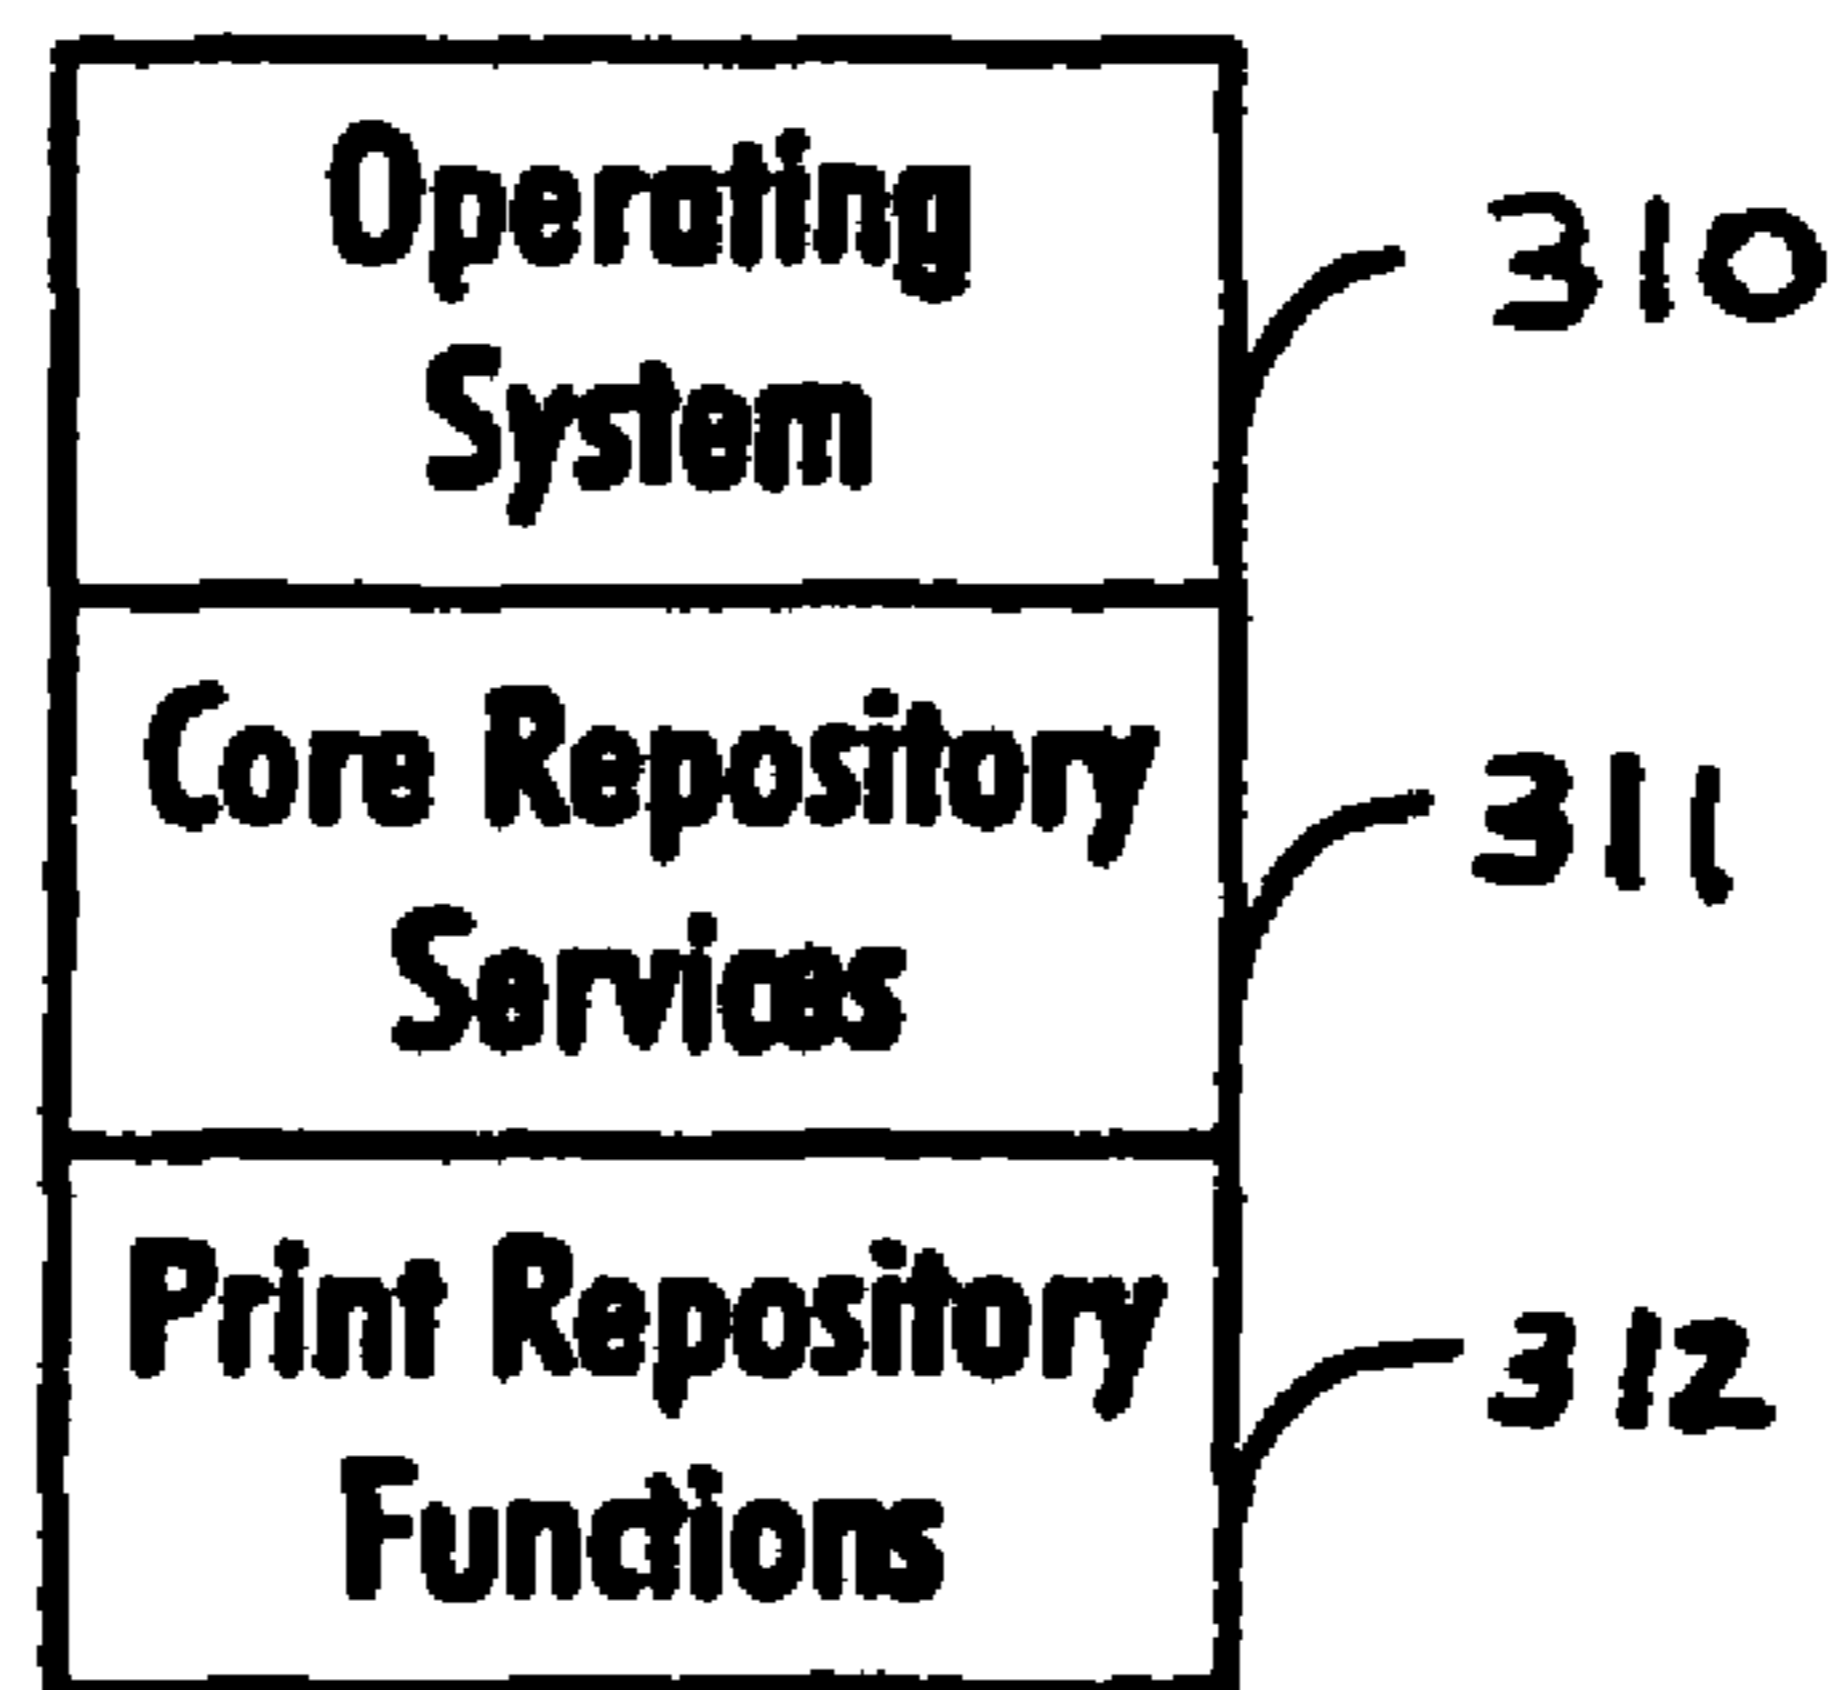 Operating
System
310
Core Repository
Services
311
Print Repository
Functions
312